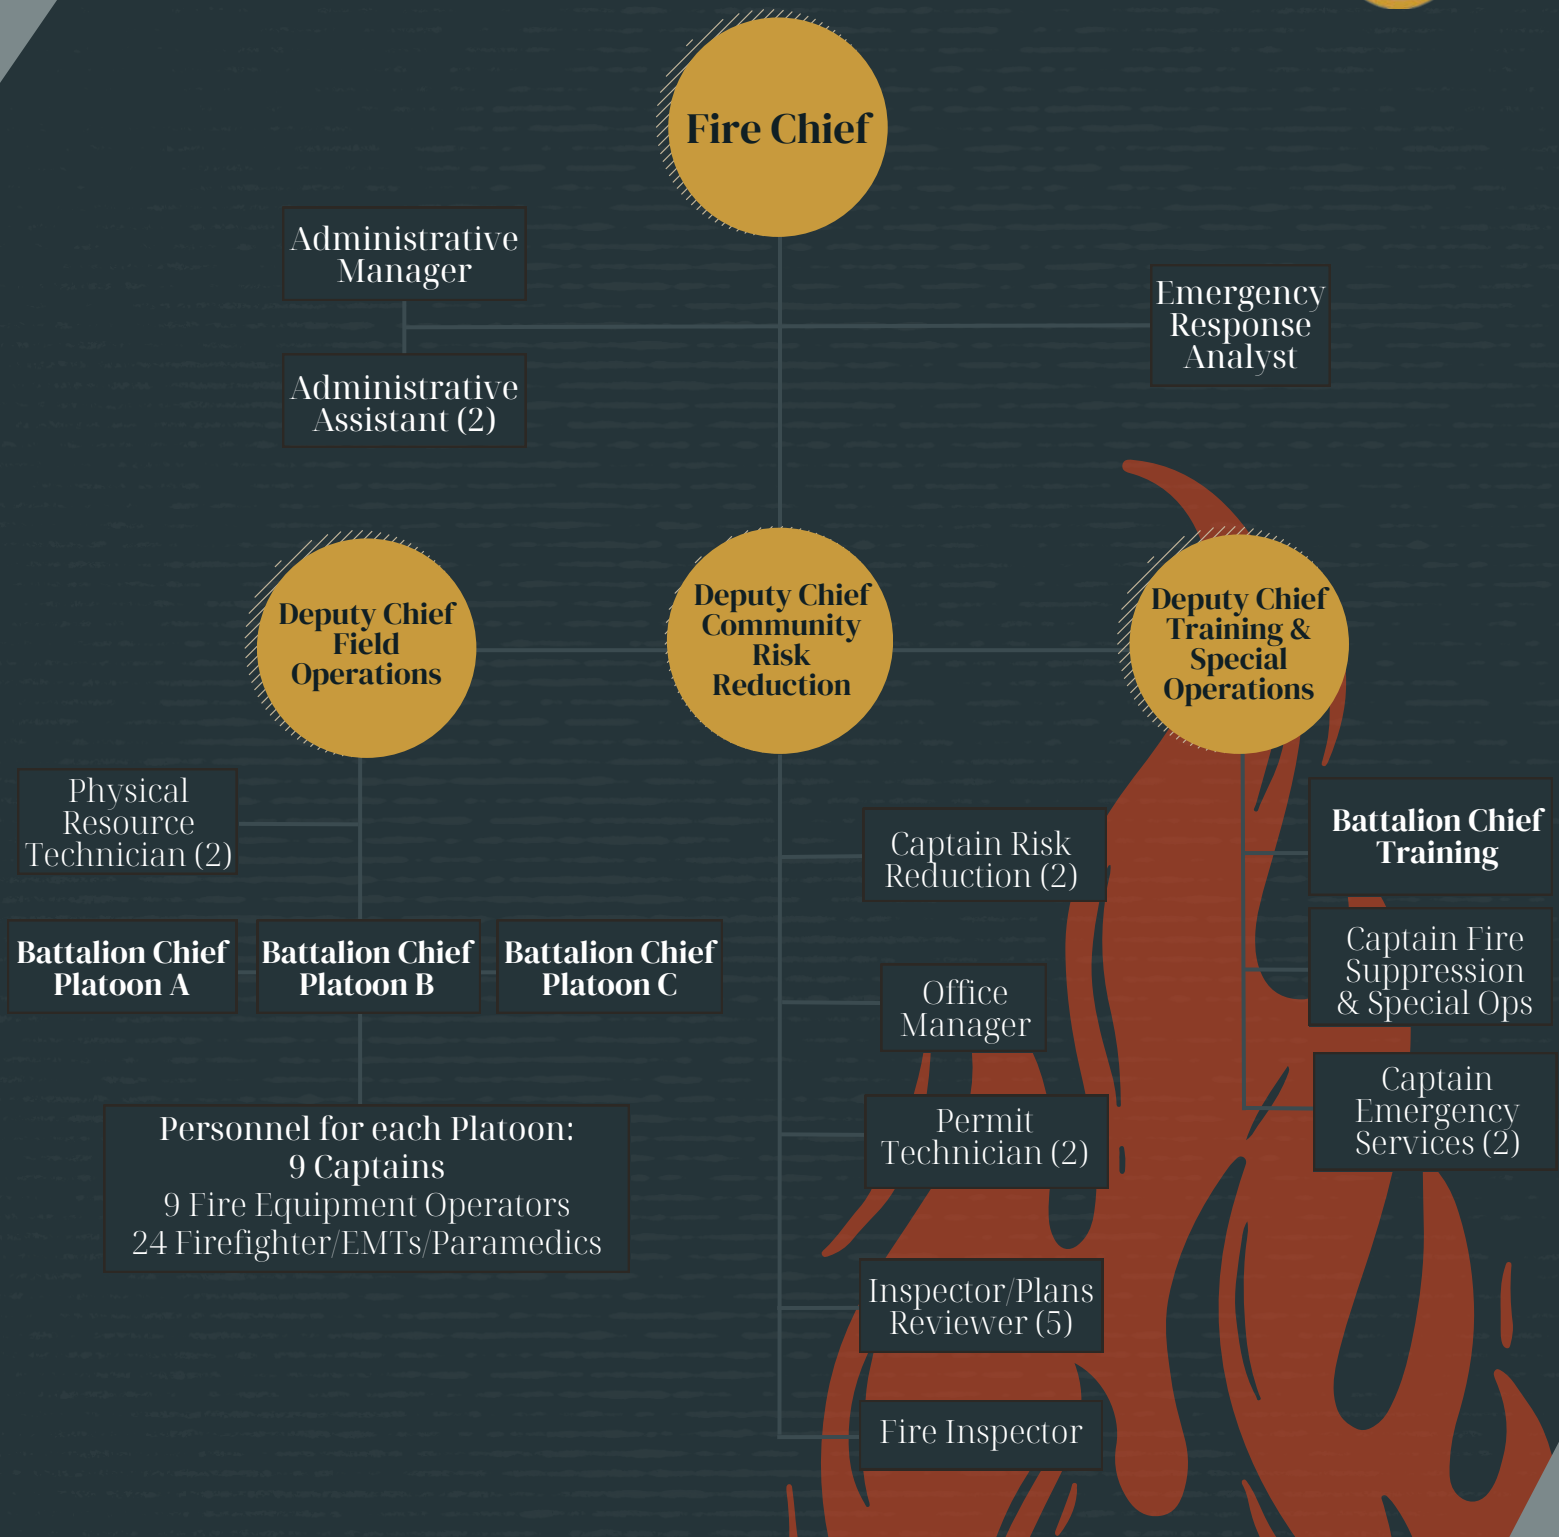 Fire Chief
Administrative
Manager
Emergency
Response
Analyst
Administrative
Assistant (2)
Deputy Chief
Field
Operations
Deputy Chief
Community
Risk
Reduction
Deputy Chief
Training &
Special
Operations
Physical
Resource
Technician (2)
Battalion Chief
Platoon A
Battalion Chief
Platoon B
Battalion Chief
Platoon C
Personnel for each Platoon:
9 Captains
9 Fire Equipment Operators
24 Firefighter/EMTs/Paramedics
Captain Risk
Reduction (2)
Office
Manager
Permit
Technician (2)
Inspector/Plans
Reviewer (5)
Fire Inspector
Battalion Chief
Training
Captain Fire
Suppression
& Special Ops
Captain
Emergency
Services (2)